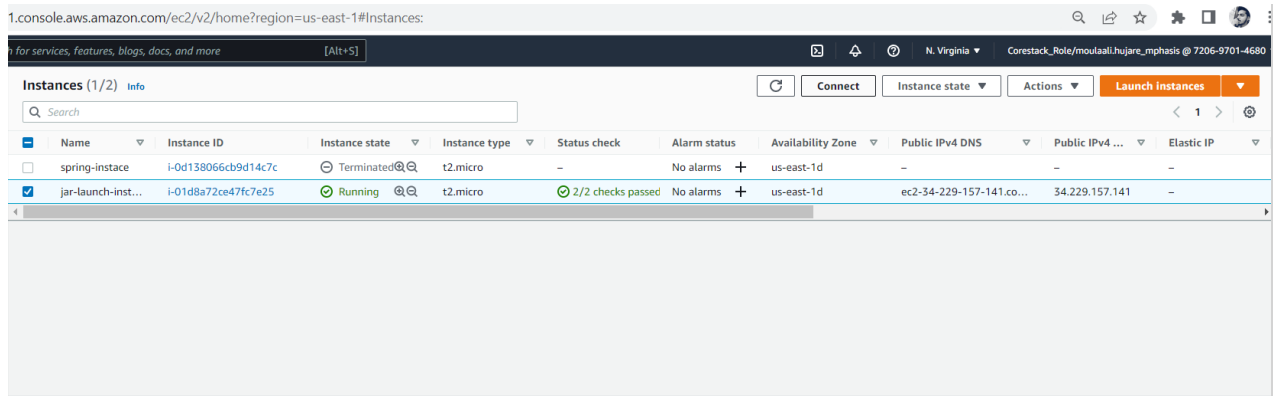 1.console.aws.amazon.com/ec2/v2/home?region=us-east-1#Instances:
h for services, features, blogs, docs, and more [Alt+S] N. Virginia ▼ Corestack_Role/moulaali.hujare_mphasis @ 7206-9701-4680
Instances (1/2) Info Connect Instance state ▼ Actions ▼ Launch instances ▼
Search < 1 >
Name Instance ID Instance state Instance type Status check Alarm status Availability Zone Public IPv4 DNS Public IPv4 ... Elastic IP
spring-instace i-0d138066cb9d14c7c Terminated t2.micro – No alarms + us-east-1d – – –
jar-launch-inst... i-01d8a72ce47fc7e25 Running t2.micro 2/2 checks passed No alarms + us-east-1d ec2-34-229-157-141.co... 34.229.157.141 –